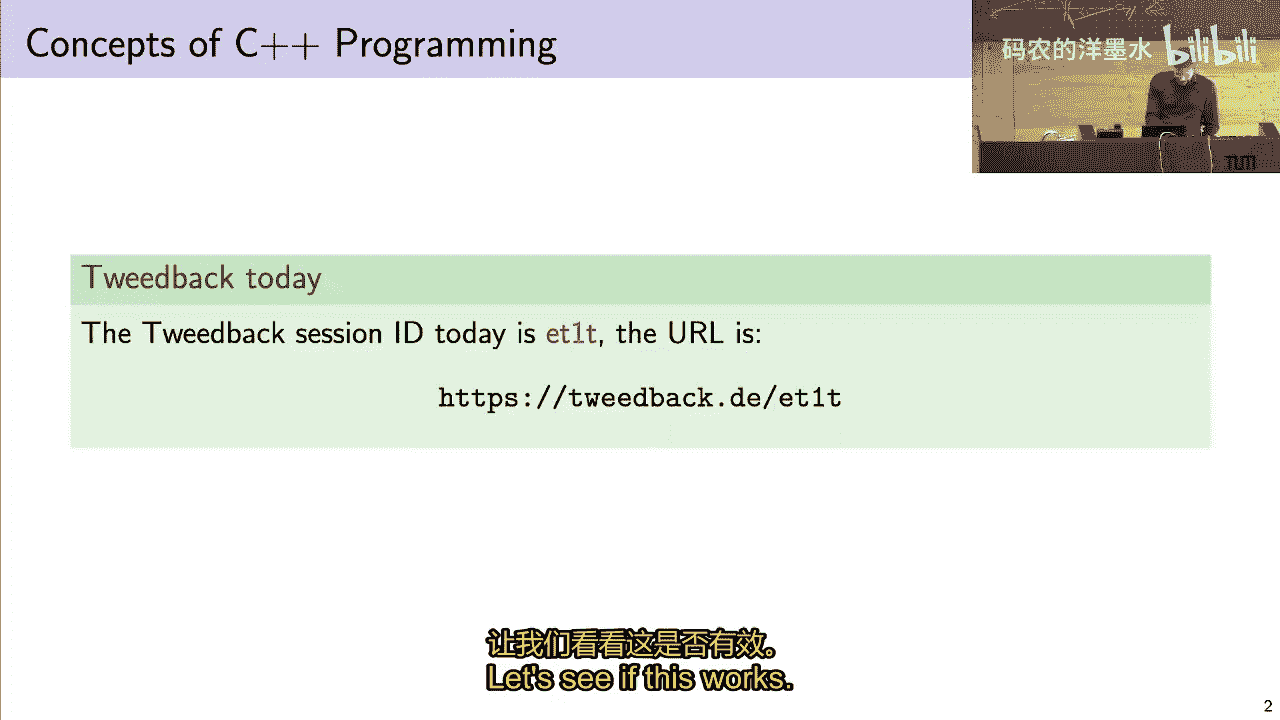 Concepts of C++ Programming
码农的洋墨水 bilibili
TUM
Tweedback today
The Tweedback session ID today is et1t, the URL is:
https://tweedback.de/et1t
让我们看看这是否有效。
Let's see if this works.
2